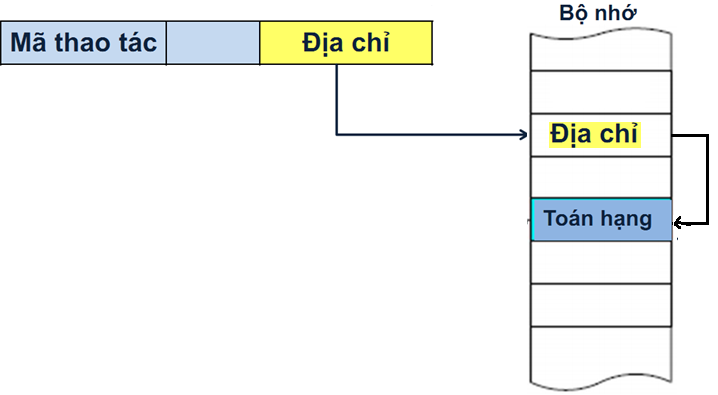 Bộ nhớ
Mã thao tác
Địa chỉ
Địa chỉ
Toán hạng